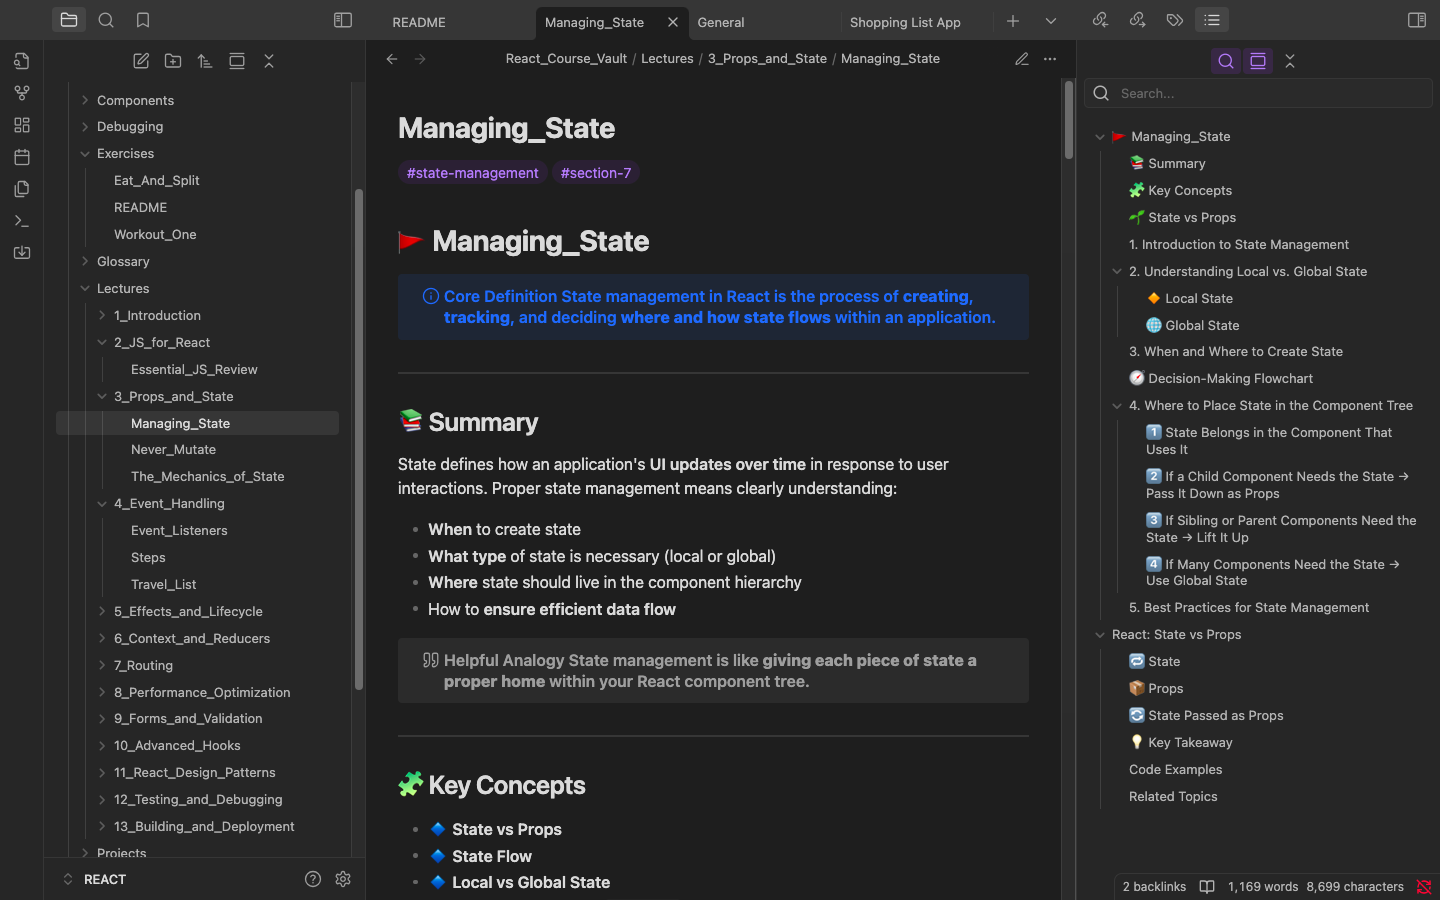 README
Managing_State
General
Shopping List App
Components
Debugging
Exercises
Eat_And_Split
README
Workout_One
Glossary
Lectures
1_Introduction
2_JS_for_React
Essential_JS_Review
3_Props_and_State
Managing_State
Never_Mutate
The_Mechanics_of_State
4_Event_Handling
Event_Listeners
Steps
Travel_List
5_Effects_and_Lifecycle
6_Context_and_Reducers
7_Routing
8_Performance_Optimization
9_Forms_and_Validation
10_Advanced_Hooks
11_React_Design_Patterns
12_Testing_and_Debugging
13_Building_and_Deployment
Projects
REACT
React_Course_Vault / Lectures / 3_Props_and_State / Managing_State
Managing_State
#state-management #section-7
🚩 Managing_State
Core Definition State management in React is the process of creating,
tracking, and deciding where and how state flows within an application.
📚 Summary
State defines how an application's UI updates over time in response to user
interactions. Proper state management means clearly understanding:
• When to create state
• What type of state is necessary (local or global)
• Where state should live in the component hierarchy
• How to ensure efficient data flow
Helpful Analogy State management is like giving each piece of state a
proper home within your React component tree.
🧩 Key Concepts
• 🔷 State vs Props
• 🔷 State Flow
• 🔷 Local vs Global State
Search...
🚩 Managing_State
📚 Summary
🧩 Key Concepts
🌱 State vs Props
1. Introduction to State Management
2. Understanding Local vs. Global State
🔸 Local State
🌐 Global State
3. When and Where to Create State
🧭 Decision-Making Flowchart
4. Where to Place State in the Component Tree
1️⃣ State Belongs in the Component That
Uses It
2️⃣ If a Child Component Needs the State →
Pass It Down as Props
3️⃣ If Sibling or Parent Components Need the
State → Lift It Up
4️⃣ If Many Components Need the State →
Use Global State
5. Best Practices for State Management
React: State vs Props
🔁 State
📦 Props
🔄 State Passed as Props
💡 Key Takeaway
Code Examples
Related Topics
2 backlinks 1,169 words 8,699 characters